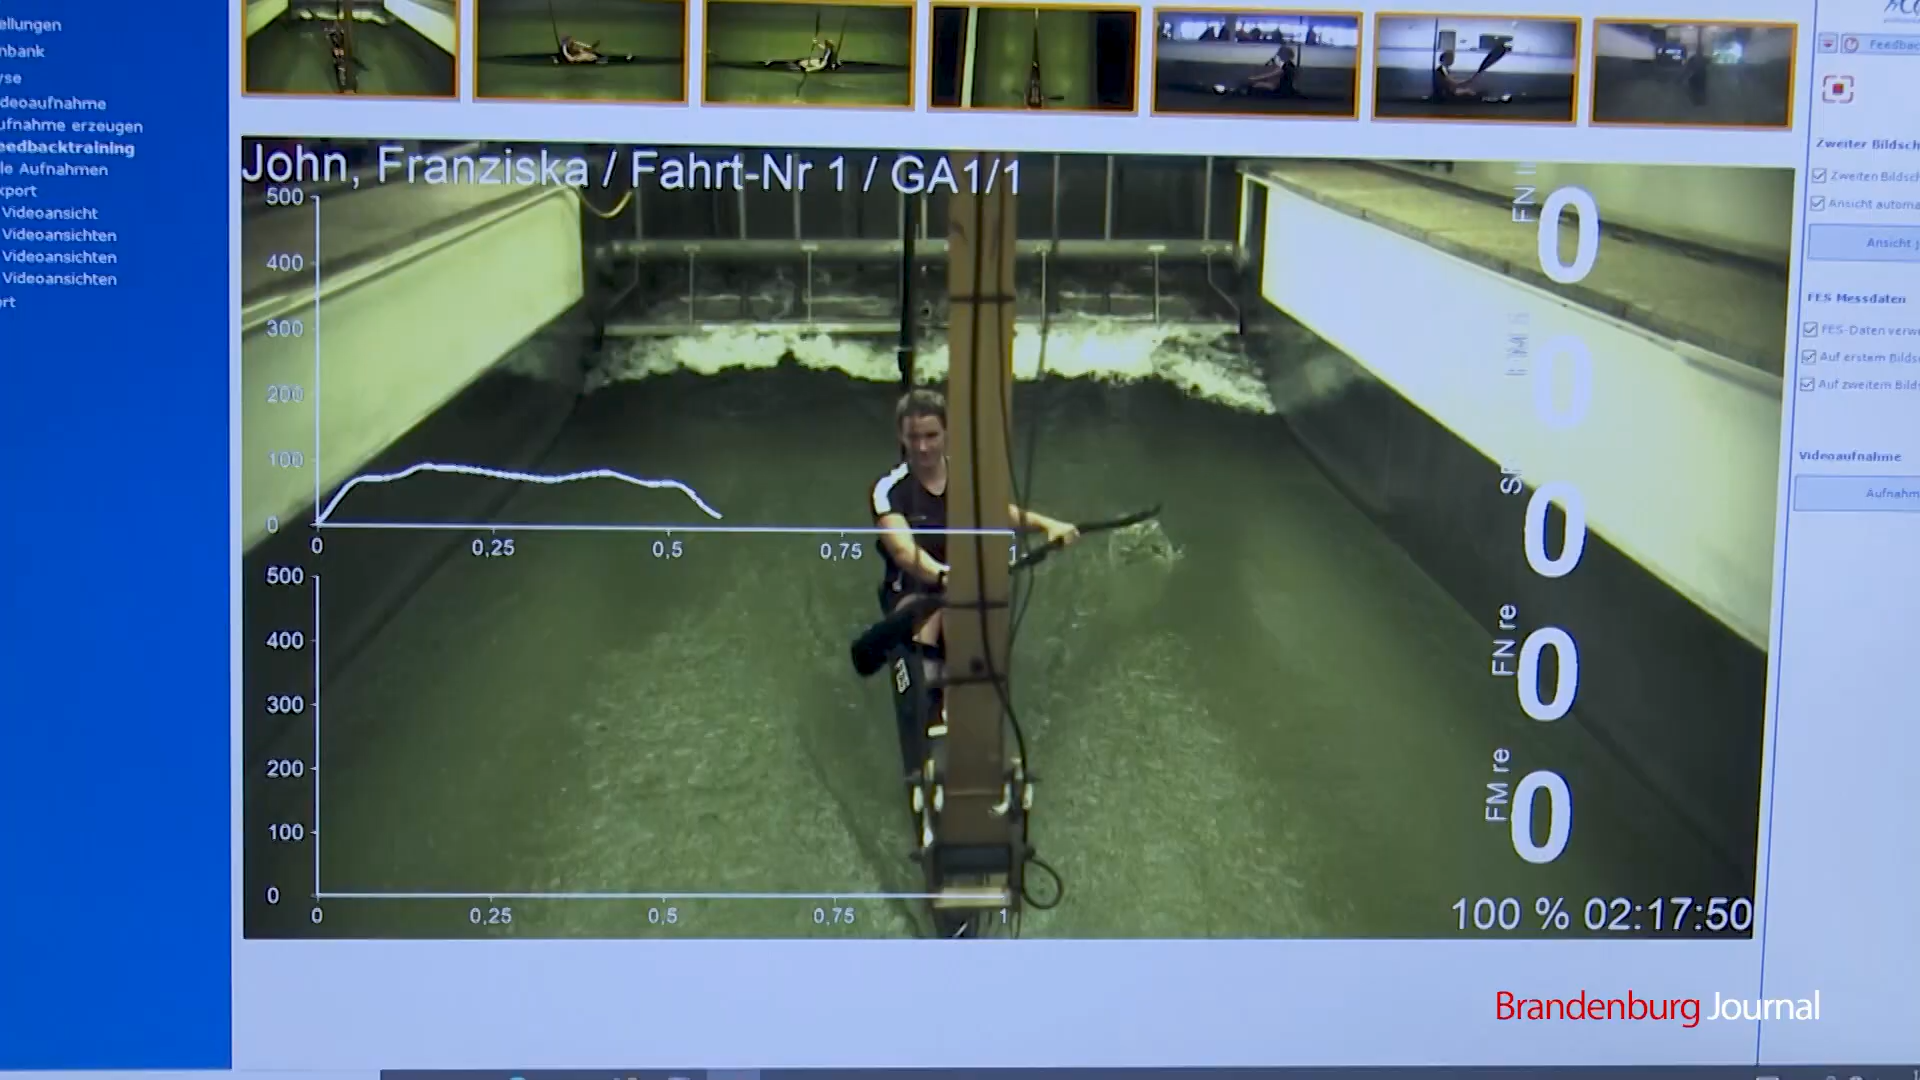 ellungen
nbank
yse
deoaufnahme
ufnahme erzeugen
eedbacktraining
le Aufnahmen
xport
Videoansicht
Videoansichten
Videoansichten
Videoansichten
ort
John, Franziska / Fahrt-Nr 1 / GA1/1
500
400
300
200
100
0
0 0,25 0,5 0,75 1
500
400
300
200
100
0
0 0,25 0,5 0,75 1
FES
FN
0
0
0
FN re
0
FM re
0
100 % 02:17:50
Feedbac
Zweiter Bildsch
Zweiten Bildsch
Ansicht automa
Ansicht
FES Messdaten
FES-Daten verw
Auf erstem Bilds
Auf zweitem Bild
Videoaufnahme
Aufnahm
Brandenburg Journal